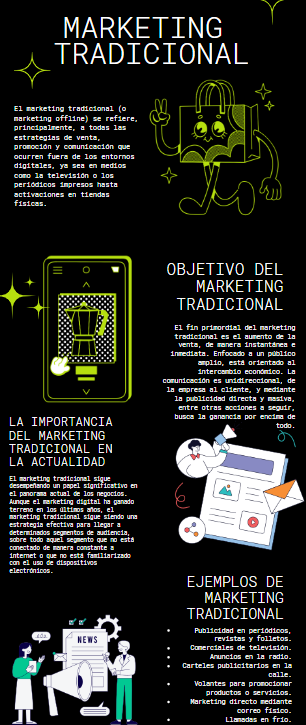 MARKETING
TRADICIONAL
El marketing tradicional (o
marketing offline) se refiere,
principalmente, a todas las
estrategias de venta,
promoción y comunicación que
ocurren fuera de los entornos
digitales, ya sea en medios
como la televisión o los
periódicos impresos hasta
activaciones en tiendas
físicas.
OBJETIVO DEL
MARKETING
TRADICIONAL
El fin primordial del marketing
tradicional es el aumento de la
venta, de manera instantánea e
inmediata. Enfocado a un público
amplio, está orientado al
intercambio económico. La
comunicación es unidireccional, de
la empresa al cliente, y mediante
la publicidad directa y masiva,
entre otras acciones a seguir,
busca la ganancia por encima de
todo.
LA IMPORTANCIA
DEL MARKETING
TRADICIONAL EN
LA ACTUALIDAD
El marketing tradicional sigue
desempeñando un papel significativo en
el panorama actual de los negocios.
Aunque el marketing digital ha ganado
terreno en los últimos años, el
marketing tradicional sigue siendo una
estrategia efectiva para llegar a
determinados segmentos de audiencia,
sobre todo aquel segmento que no está
conectado de manera constante a
internet o que no está familiarizado
con el uso de dispositivos
electrónicos.
EJEMPLOS DE
MARKETING
TRADICIONAL
• Publicidad en periódicos,
revistas y folletos.
• Comerciales de televisión.
• Anuncios en la radio.
• Carteles publicitarios en la
calle.
• Volantes para promocionar
productos o servicios.
• Marketing directo mediante
correo físico.
• Llamadas en frío.
NEWS